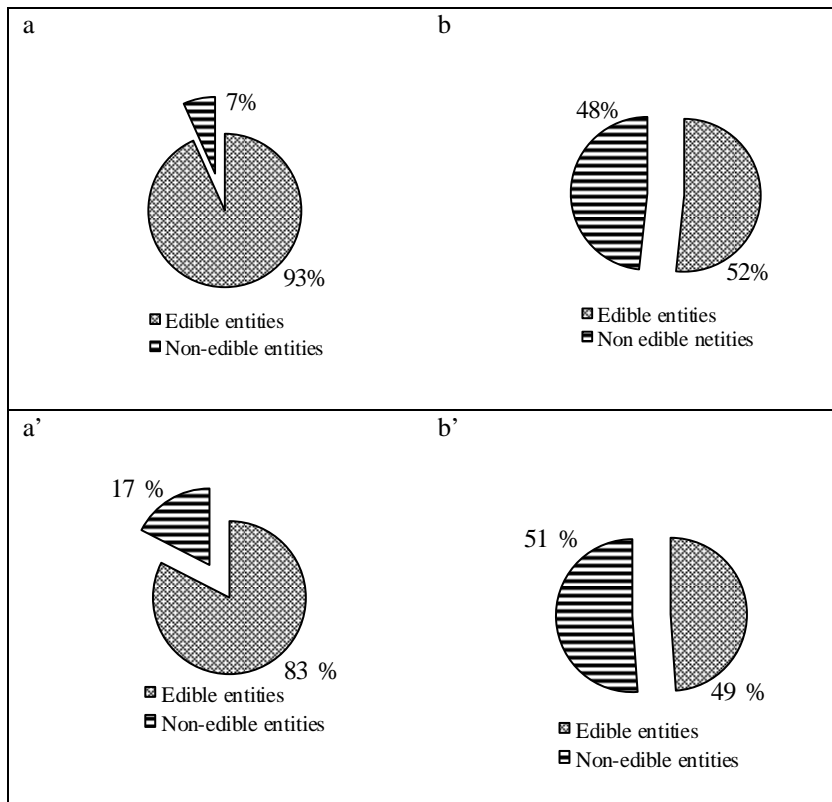 a
7%
93%
Edible entities
Non-edible entities
b
48%
52%
Edible entities
Non edible netities
a’
17 %
83 %
Edible entities
Non-edible entities
b’
51 %
49 %
Edible entities
Non-edible entities